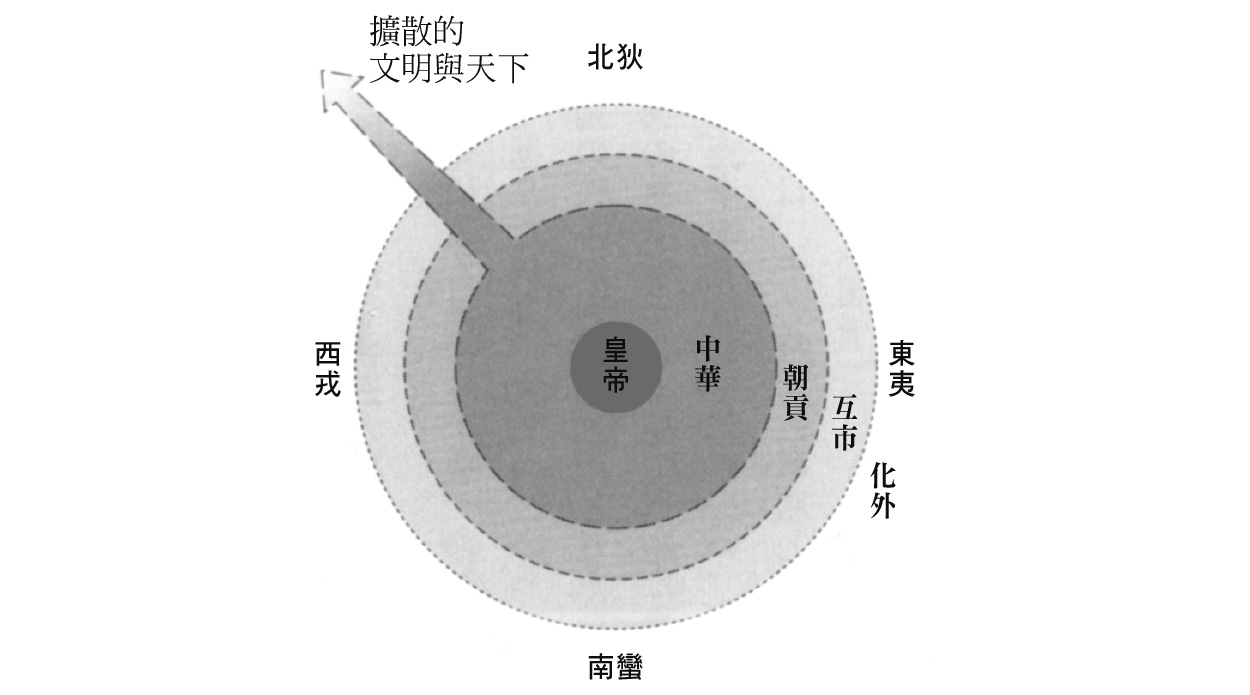 擴散的
文明與天下
北狄
西戎
皇帝
中華
朝貢
互市
化外
東夷
南蠻